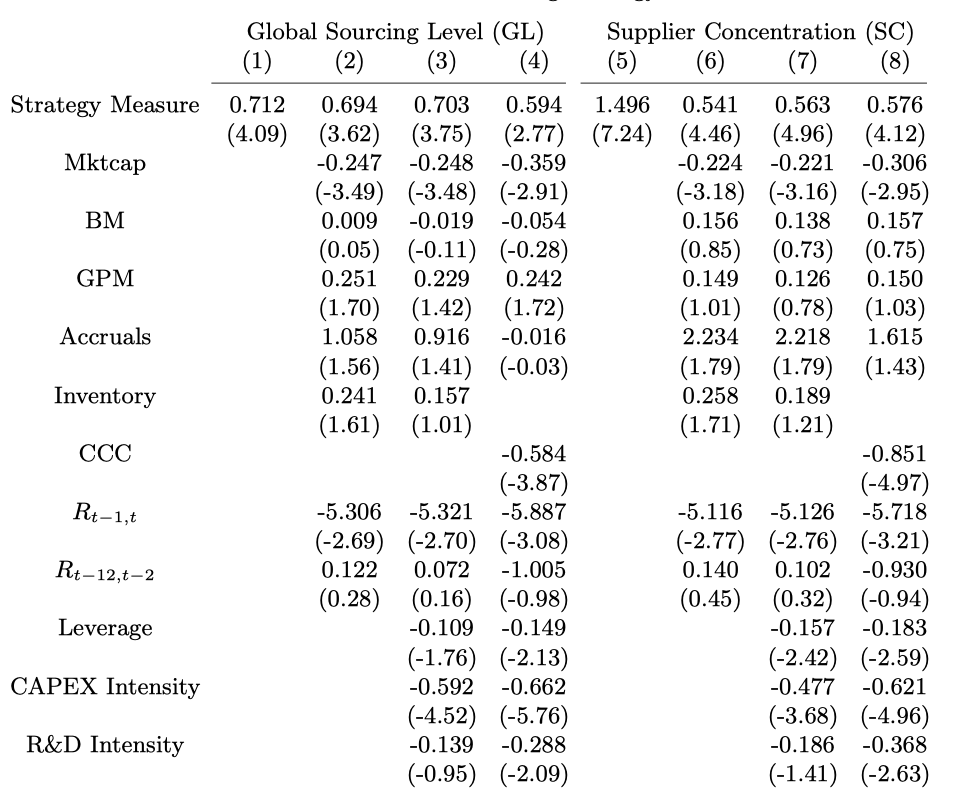 Global Sourcing Level (GL) Supplier Concentration (SC)
(1) (2) (3) (4) (5) (6) (7) (8)
Strategy Measure 0.712 0.694 0.703 0.594 1.496 0.541 0.563 0.576
(4.09) (3.62) (3.75) (2.77) (7.24) (4.46) (4.96) (4.12)
Mktcap -0.247 -0.248 -0.359 -0.224 -0.221 -0.306
(-3.49) (-3.48) (-2.91) (-3.18) (-3.16) (-2.95)
BM 0.009 -0.019 -0.054 0.156 0.138 0.157
(0.05) (-0.11) (-0.28) (0.85) (0.73) (0.75)
GPM 0.251 0.229 0.242 0.149 0.126 0.150
(1.70) (1.42) (1.72) (1.01) (0.78) (1.03)
Accruals 1.058 0.916 -0.016 2.234 2.218 1.615
(1.56) (1.41) (-0.03) (1.79) (1.79) (1.43)
Inventory 0.241 0.157 0.258 0.189
(1.61) (1.01) (1.71) (1.21)
CCC -0.584 -0.851
(-3.87) (-4.97)
R_{t−1,t} -5.306 -5.321 -5.887 -5.116 -5.126 -5.718
(-2.69) (-2.70) (-3.08) (-2.77) (-2.76) (-3.21)
R_{t−12,t−2} 0.122 0.072 -1.005 0.140 0.102 -0.930
(0.28) (0.16) (-0.98) (0.45) (0.32) (-0.94)
Leverage -0.109 -0.149 -0.157 -0.183
(-1.76) (-2.13) (-2.42) (-2.59)
CAPEX Intensity -0.592 -0.662 -0.477 -0.621
(-4.52) (-5.76) (-3.68) (-4.96)
R&D Intensity -0.139 -0.288 -0.186 -0.368
(-0.95) (-2.09) (-1.41) (-2.63)